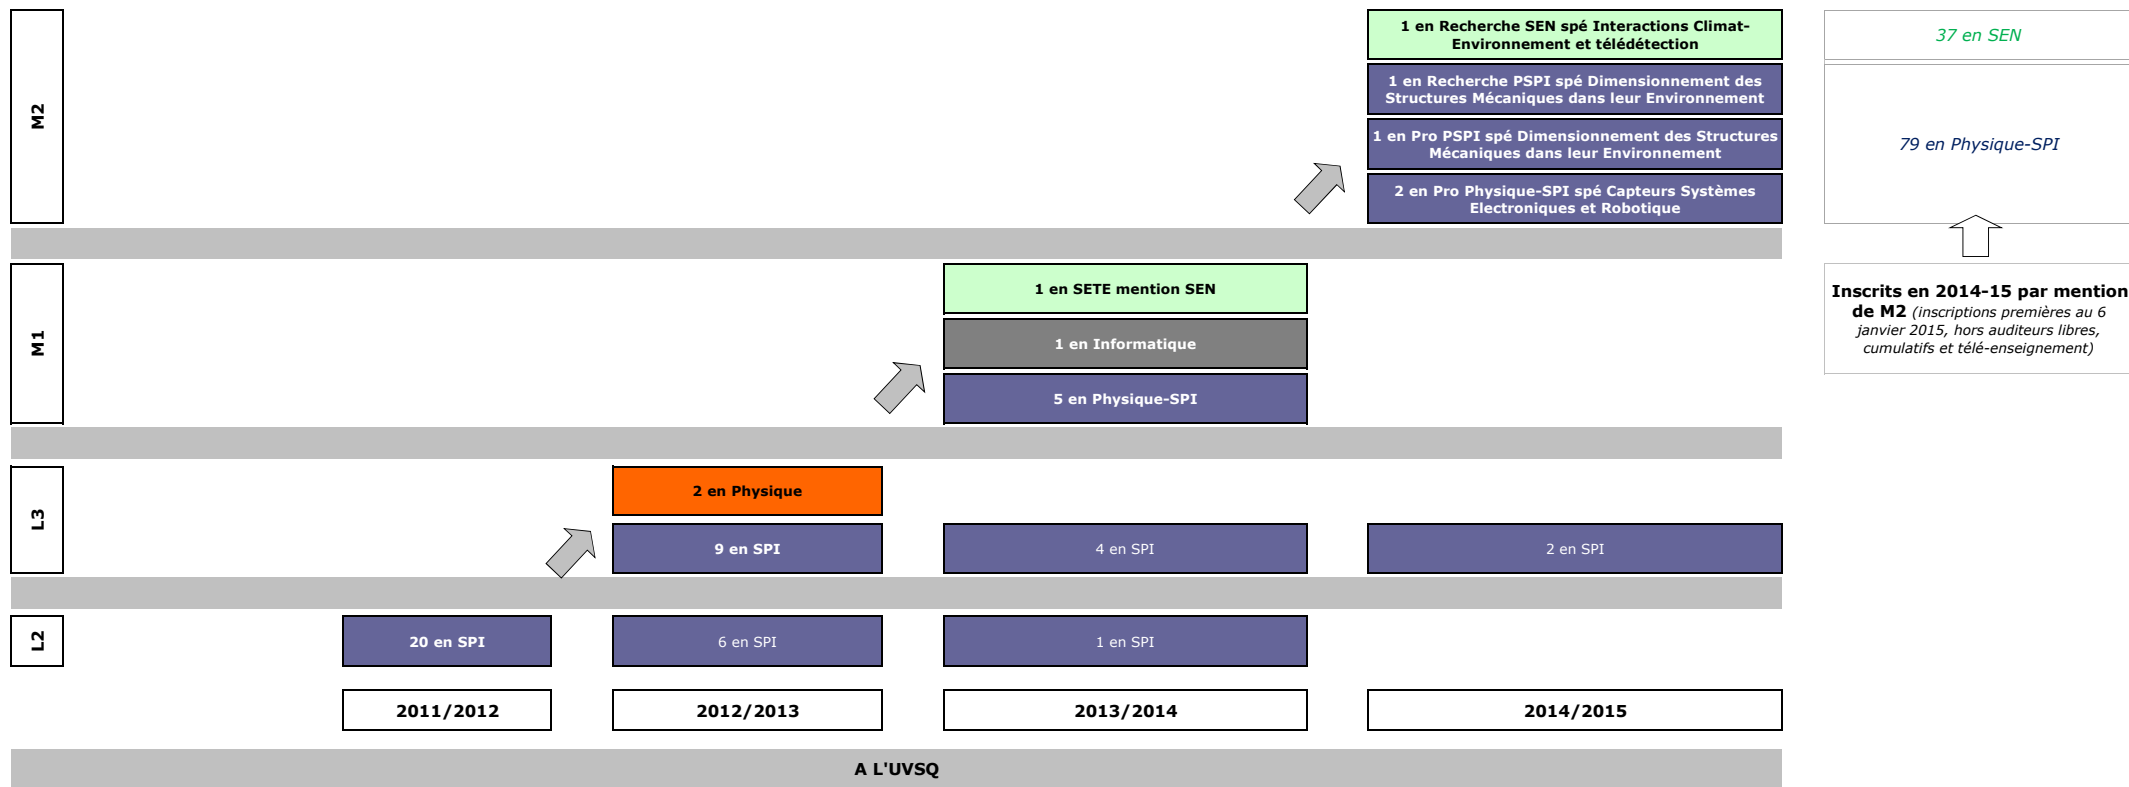 M2
1 en Recherche SEN spé Interactions Climat-
Environnement et télédétection
37 en SEN
1 en Recherche PSPI spé Dimensionnement des
Structures Mécaniques dans leur Environnement
1 en Pro PSPI spé Dimensionnement des Structures
Mécaniques dans leur Environnement
79 en Physique-SPI
2 en Pro Physique-SPI spé Capteurs Systèmes
Electroniques et Robotique
M1
1 en SETE mention SEN
1 en Informatique
5 en Physique-SPI
Inscrits en 2014-15 par mention
de M2 (inscriptions premières au 6
janvier 2015, hors auditeurs libres,
cumulatifs et télé-enseignement)
L3
2 en Physique
9 en SPI
4 en SPI
2 en SPI
L2
20 en SPI
6 en SPI
1 en SPI
2011/2012
2012/2013
2013/2014
2014/2015
A L'UVSQ